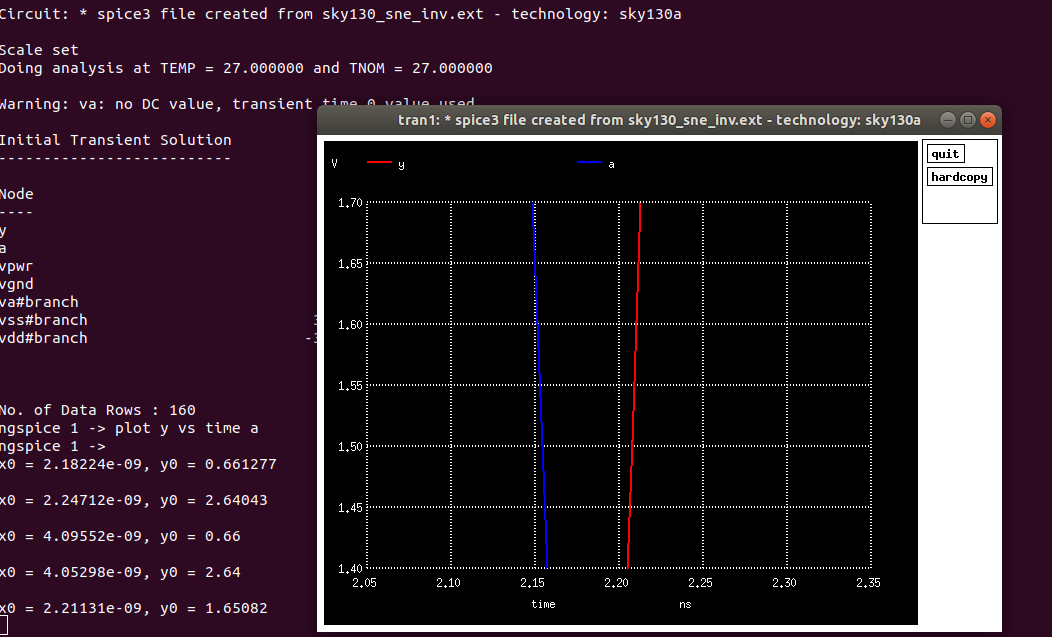 Circuit: * spice3 file created from sky130_sne_inv.ext - technology: sky130a
Scale set
Doing analysis at TEMP = 27.000000 and TNOM = 27.000000
Warning: va: no DC value, transient time 0 value used
Initial Transient Solution
--------------------------
Node
----
y
a
vpwr
vgnd
va#branch
vss#branch 3
vdd#branch -3
No. of Data Rows : 160
ngspice 1 -> plot y vs time a
ngspice 1 ->
x0 = 2.18224e-09, y0 = 0.661277
x0 = 2.24712e-09, y0 = 2.64043
x0 = 4.09552e-09, y0 = 0.66
x0 = 4.05298e-09, y0 = 2.64
x0 = 2.21131e-09, y0 = 1.65082
tran1: * spice3 file created from sky130_sne_inv.ext - technology: sky130a
quit
hardcopy
V y a
1.70
1.65
1.60
1.55
1.50
1.45
1.40
2.05 2.10 2.15 2.20 2.25 2.30 2.35
time ns